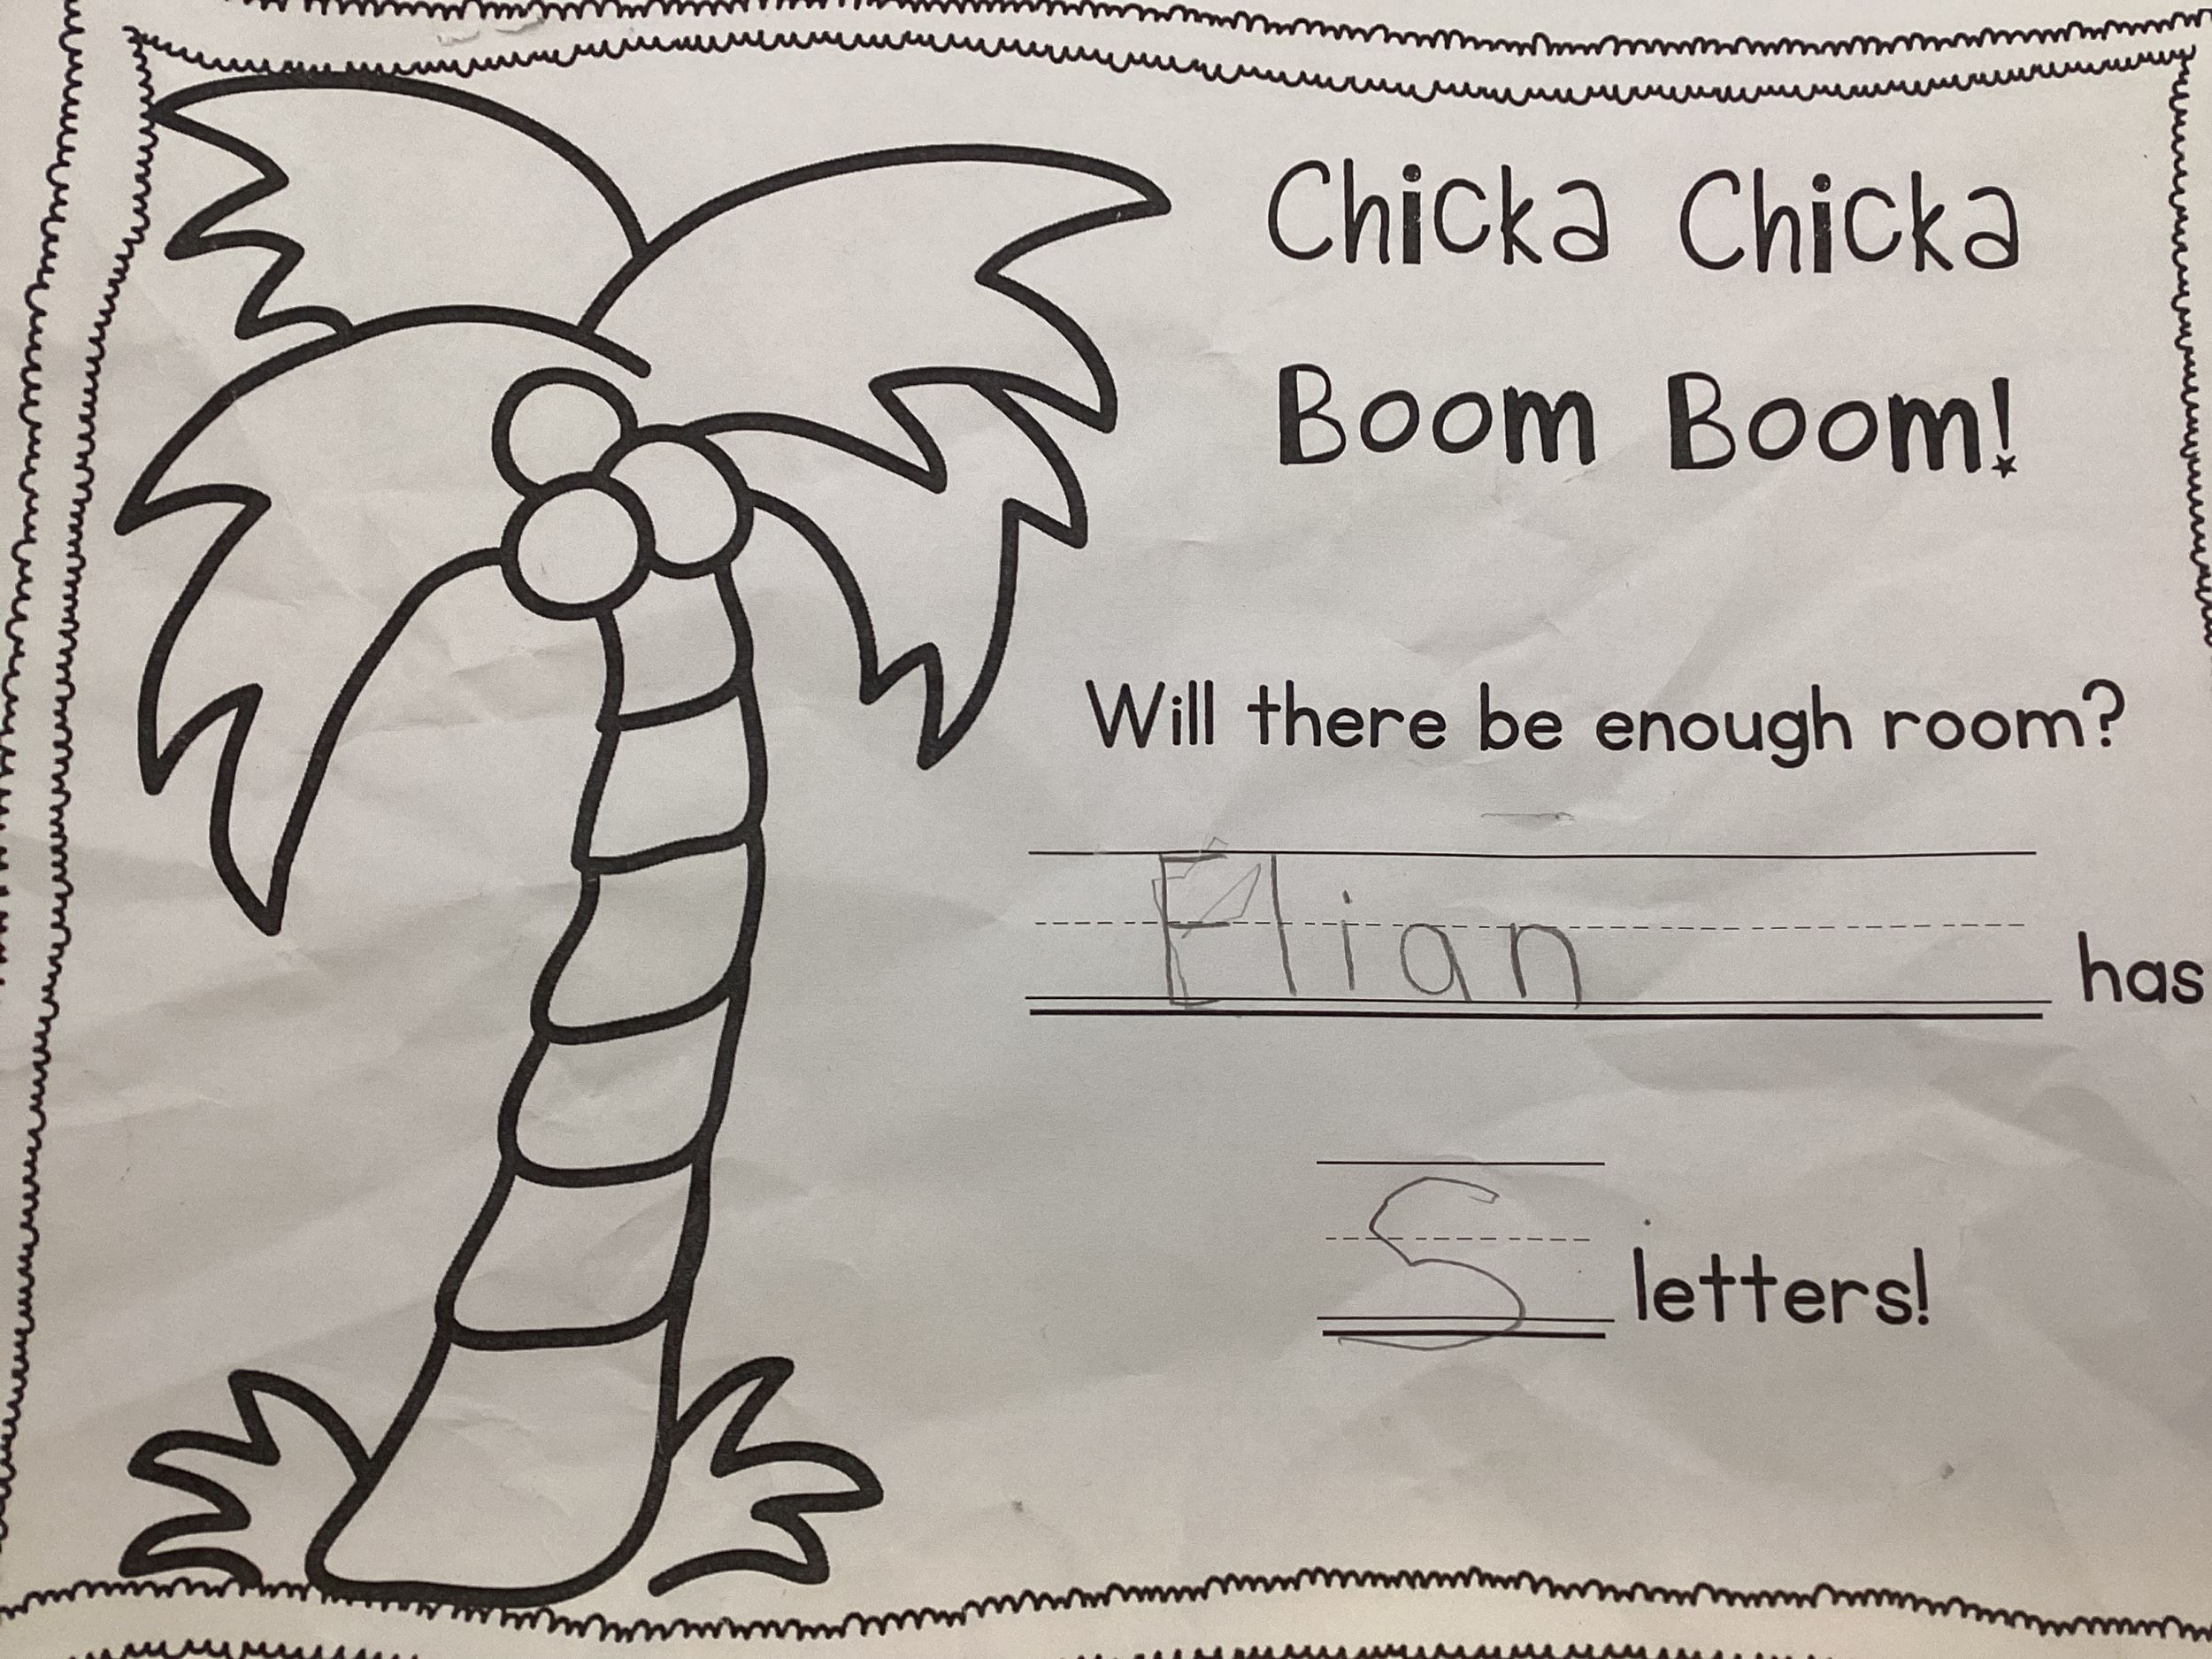 Chicka Chicka
Boom Boom!
Will there be enough room?
Elian has
5 letters!